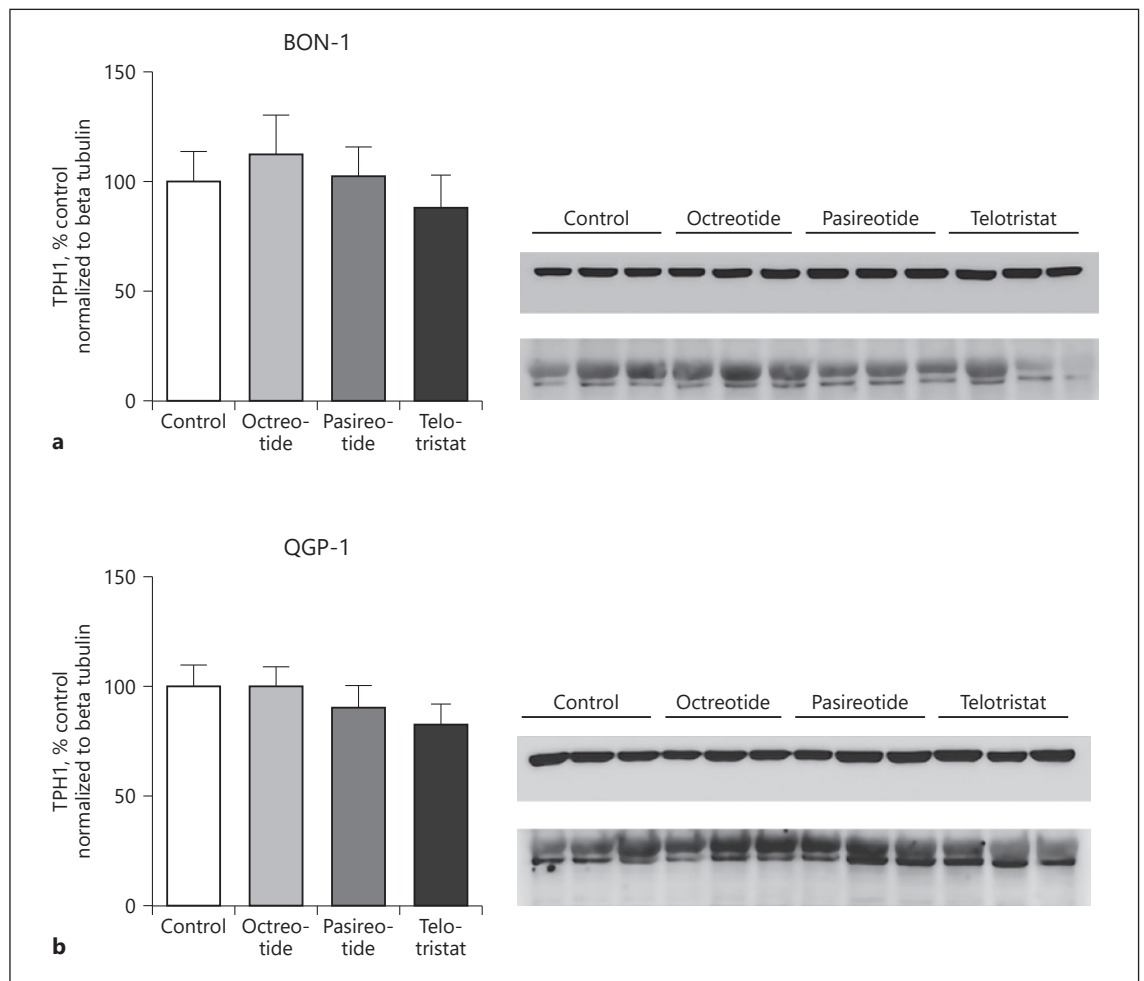 BON-1
150
100
50
0
TPH1, % control
normalized to beta tubulin
Control
Octreo-
tide
Pasireo-
tide
Telo-
tristat
Control
Octreotide
Pasireotide
Telotristat
a
QGP-1
150
100
50
0
TPH1, % control
normalized to beta tubulin
Control
Octreo-
tide
Pasireo-
tide
Telo-
tristat
Control
Octreotide
Pasireotide
Telotristat
b